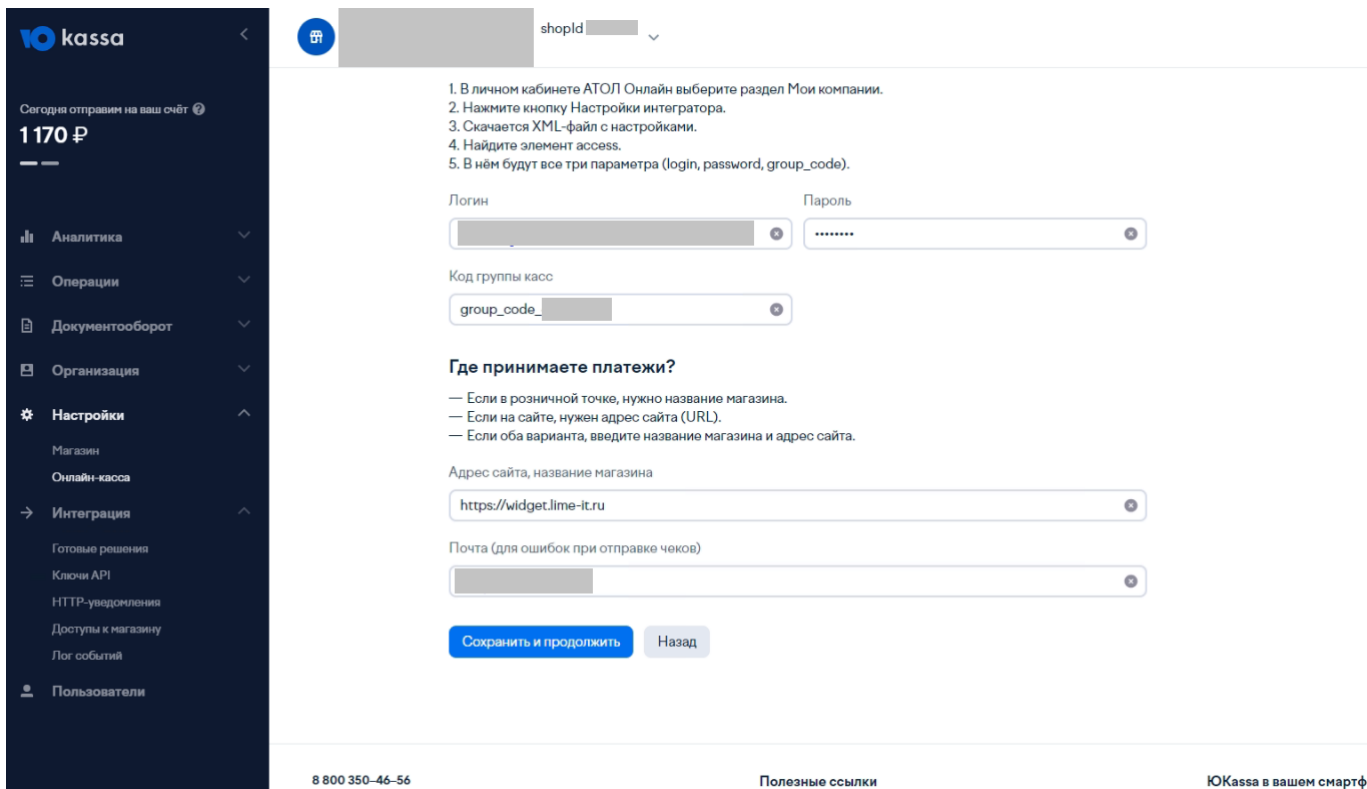 Ю kassa
Сегодня отправим на ваш счёт
1 170 ₽
Аналитика
Операции
Документооборот
Организация
Настройки
Магазин
Онлайн-касса
Интеграция
Готовые решения
Ключи API
HTTP-уведомления
Доступы к магазину
Лог событий
Пользователи
shopId
1. В личном кабинете АТОЛ Онлайн выберите раздел Мои компании.
2. Нажмите кнопку Настройки интегратора.
3. Скачается XML-файл с настройками.
4. Найдите элемент access.
5. В нём будут все три параметра (login, password, group_code).
Логин
Пароль
••••••••
Код группы касс
group_code_
Где принимаете платежи?
— Если в розничной точке, нужно название магазина.
— Если на сайте, нужен адрес сайта (URL).
— Если оба варианта, введите название магазина и адрес сайта.
Адрес сайта, название магазина
https://widget.lime-it.ru
Почта (для ошибок при отправке чеков)
Сохранить и продолжить
Назад
8 800 350–46–56
Полезные ссылки
ЮKassa в вашем смартф